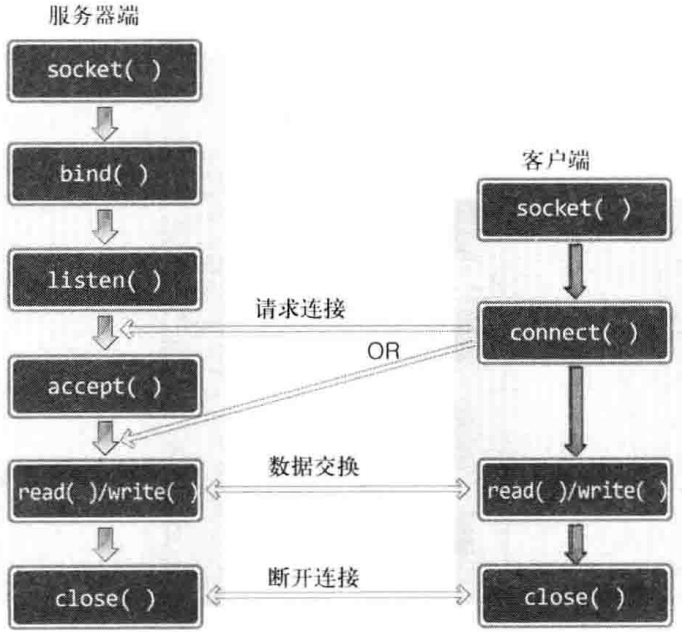 服务器端
socket( )
bind( )
listen( )
accept( )
read( )/write( )
close( )
客户端
socket( )
connect( )
read( )/write( )
close( )
请求连接
OR
数据交换
断开连接